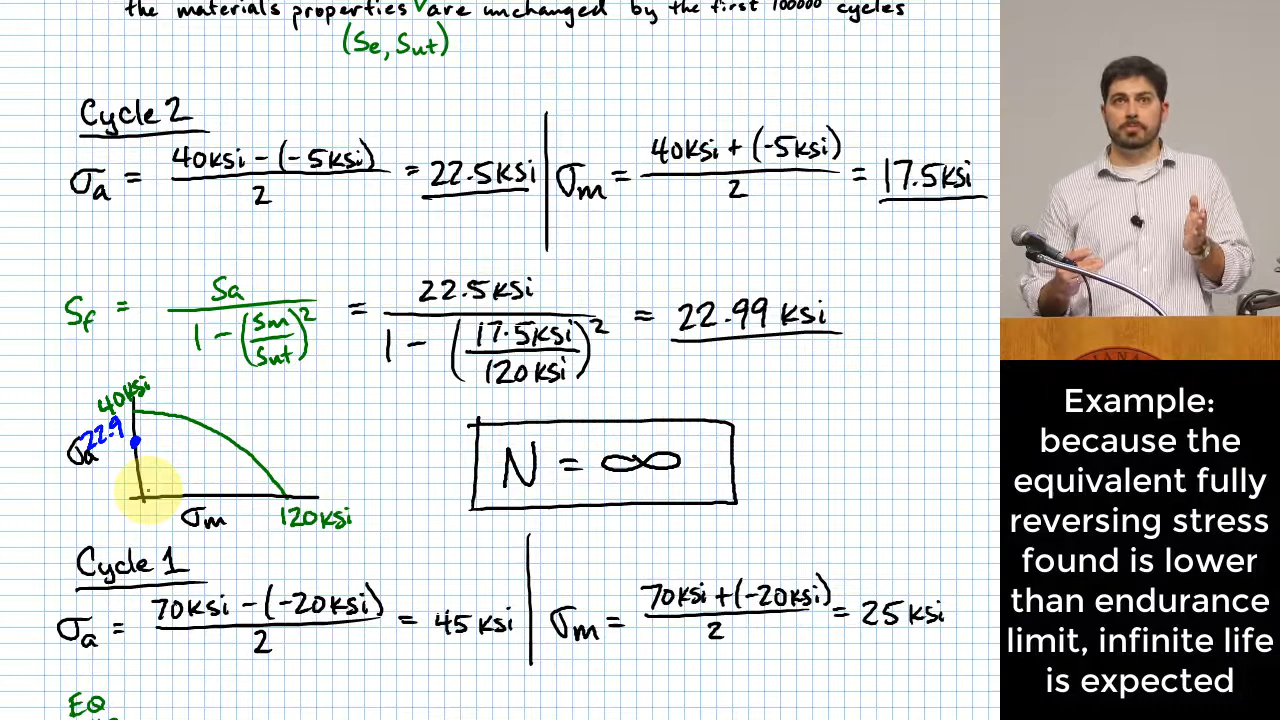 the materials properties are unchanged by the first 100000 cycles
(Se, Sut)
Cycle 2
σa = 40ksi - (-5ksi) / 2 = 22.5ksi | σm = 40ksi + (-5ksi) / 2 = 17.5ksi
Sf = Sa / 1 - (Sm/Sut)² = 22.5ksi / 1 - (17.5ksi/120ksi)² = 22.99 ksi
40ksi
22.9
σa
N = ∞
σm 120ksi
Cycle 1
σa = 70ksi - (-20ksi) / 2 = 45 ksi | σm = 70ksi + (-20ksi) / 2 = 25 ksi
EQ
Example:
because the
equivalent fully
reversing stress
found is lower
than endurance
limit, infinite life
is expected